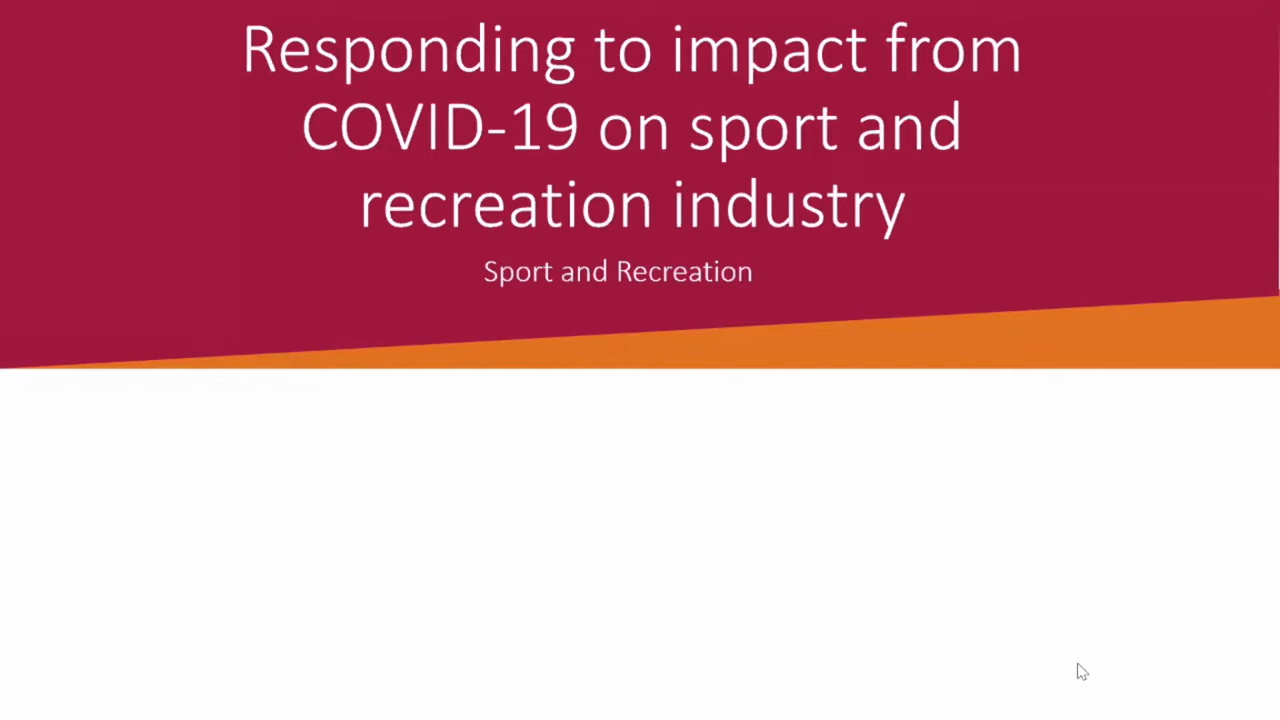 Responding to impact from
COVID-19 on sport and
recreation industry
Sport and Recreation